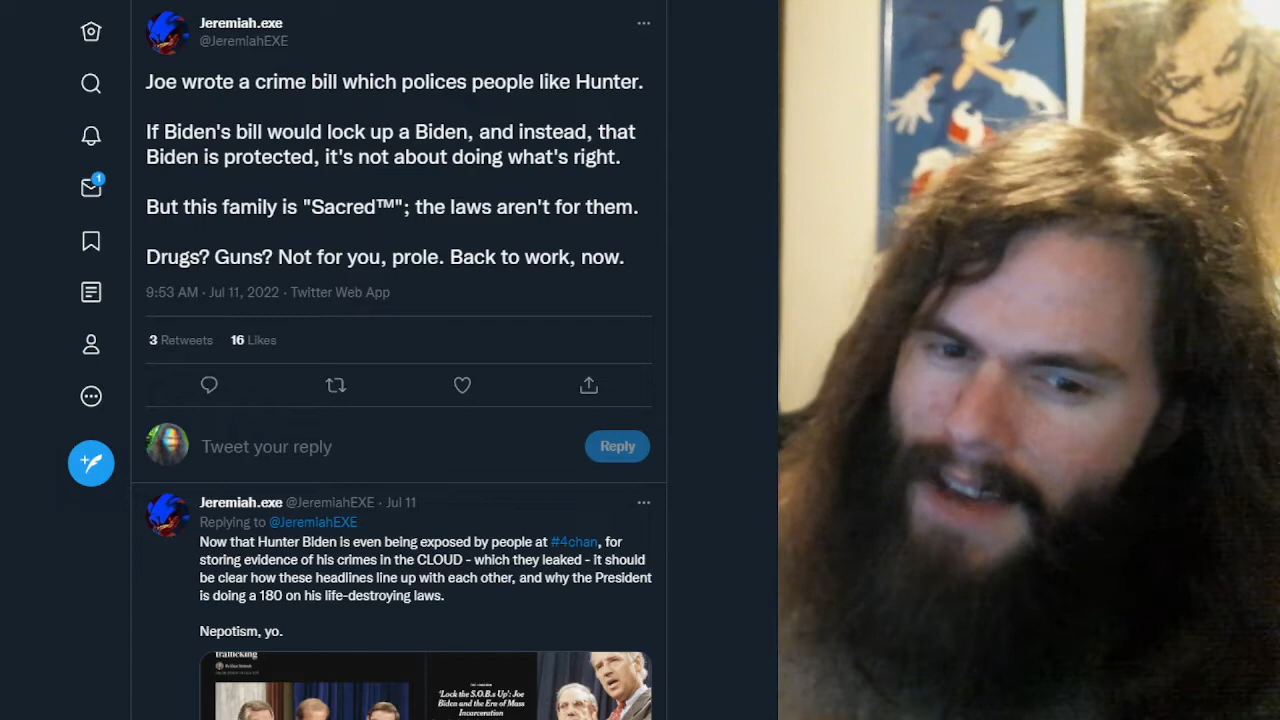 Jeremiah.exe
@JeremiahEXE
Joe wrote a crime bill which polices people like Hunter.
If Biden's bill would lock up a Biden, and instead, that
Biden is protected, it's not about doing what's right.
But this family is "Sacred™"; the laws aren't for them.
Drugs? Guns? Not for you, prole. Back to work, now.
9:53 AM · Jul 11, 2022 · Twitter Web App
3 Retweets 16 Likes
Tweet your reply
Reply
1
Jeremiah.exe @JeremiahEXE · Jul 11
Replying to @JeremiahEXE
Now that Hunter Biden is even being exposed by people at #4chan, for
storing evidence of his crimes in the CLOUD - which they leaked - it should
be clear how these headlines line up with each other, and why the President
is doing a 180 on his life-destroying laws.
Nepotism, yo.
trafficking
'Lock the S.O.B.s Up': Joe
Biden and the Era of Mass
Incarceration